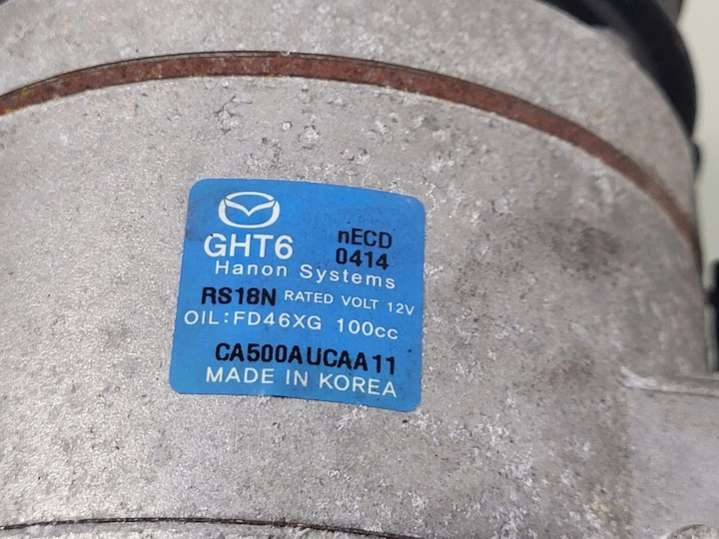 GHT6 nECD
0414
Hanon Systems
RS18N RATED VOLT 12V
OIL:FD46XG 100cc
CA500AUCAA11
MADE IN KOREA